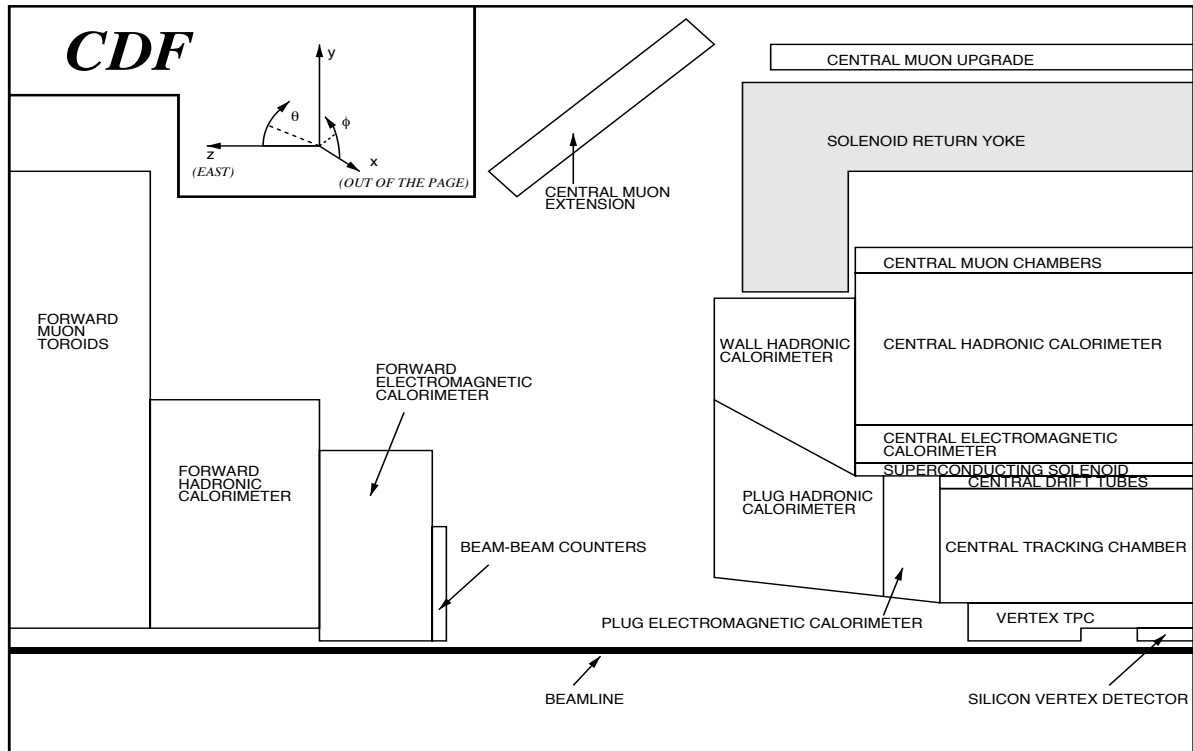 CDF
y
θ
φ
z
(EAST)
x
(OUT OF THE PAGE)
CENTRAL MUON
EXTENSION
CENTRAL MUON UPGRADE
SOLENOID RETURN YOKE
CENTRAL MUON CHAMBERS
FORWARD
MUON
TOROIDS
WALL HADRONIC
CALORIMETER
CENTRAL HADRONIC CALORIMETER
FORWARD
ELECTROMAGNETIC
CALORIMETER
CENTRAL ELECTROMAGNETIC
CALORIMETER
SUPERCONDUCTING SOLENOID
CENTRAL DRIFT TUBES
FORWARD
HADRONIC
CALORIMETER
PLUG HADRONIC
CALORIMETER
BEAM-BEAM COUNTERS
CENTRAL TRACKING CHAMBER
PLUG ELECTROMAGNETIC CALORIMETER
VERTEX TPC
BEAMLINE
SILICON VERTEX DETECTOR